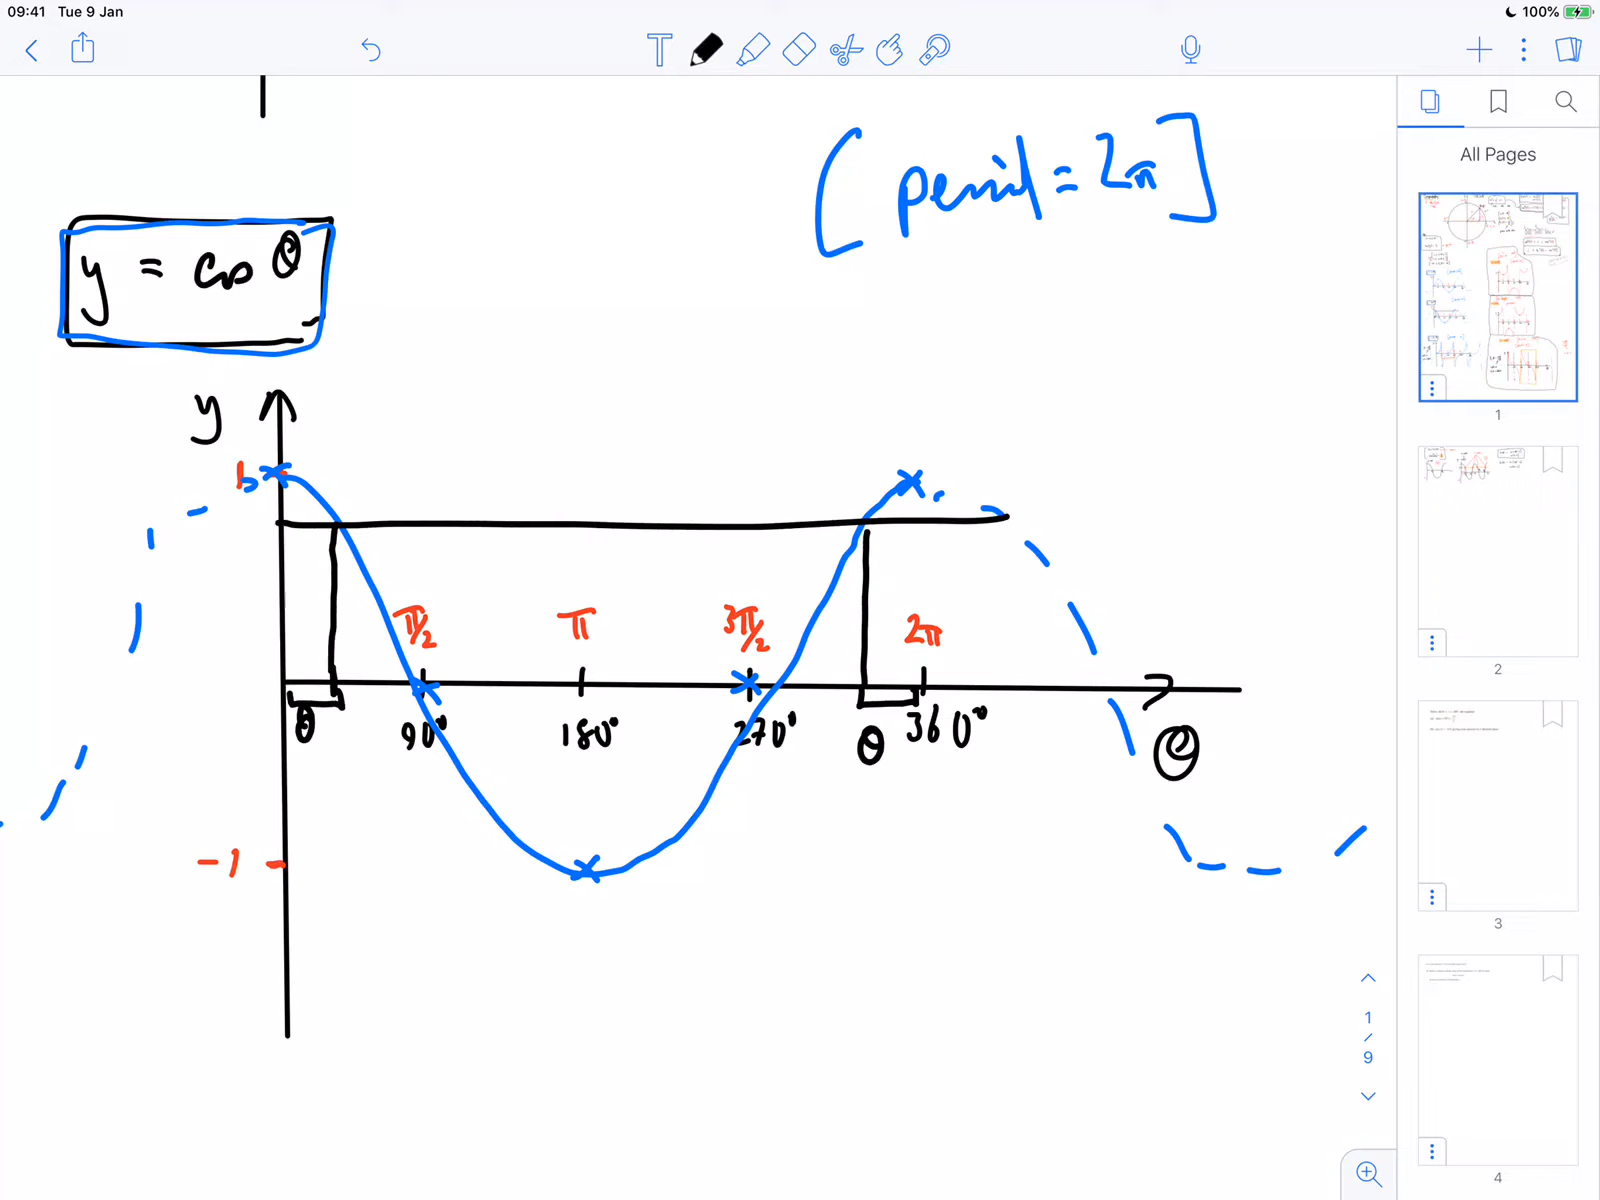 09:41 Tue 9 Jan
100%
[ period = 2π ]
y = cos θ
All Pages
y
1
π/2 π 3π/2 2π
θ 90° 180° 270° θ 360° θ
-1
1
2
3
4
1
/
9